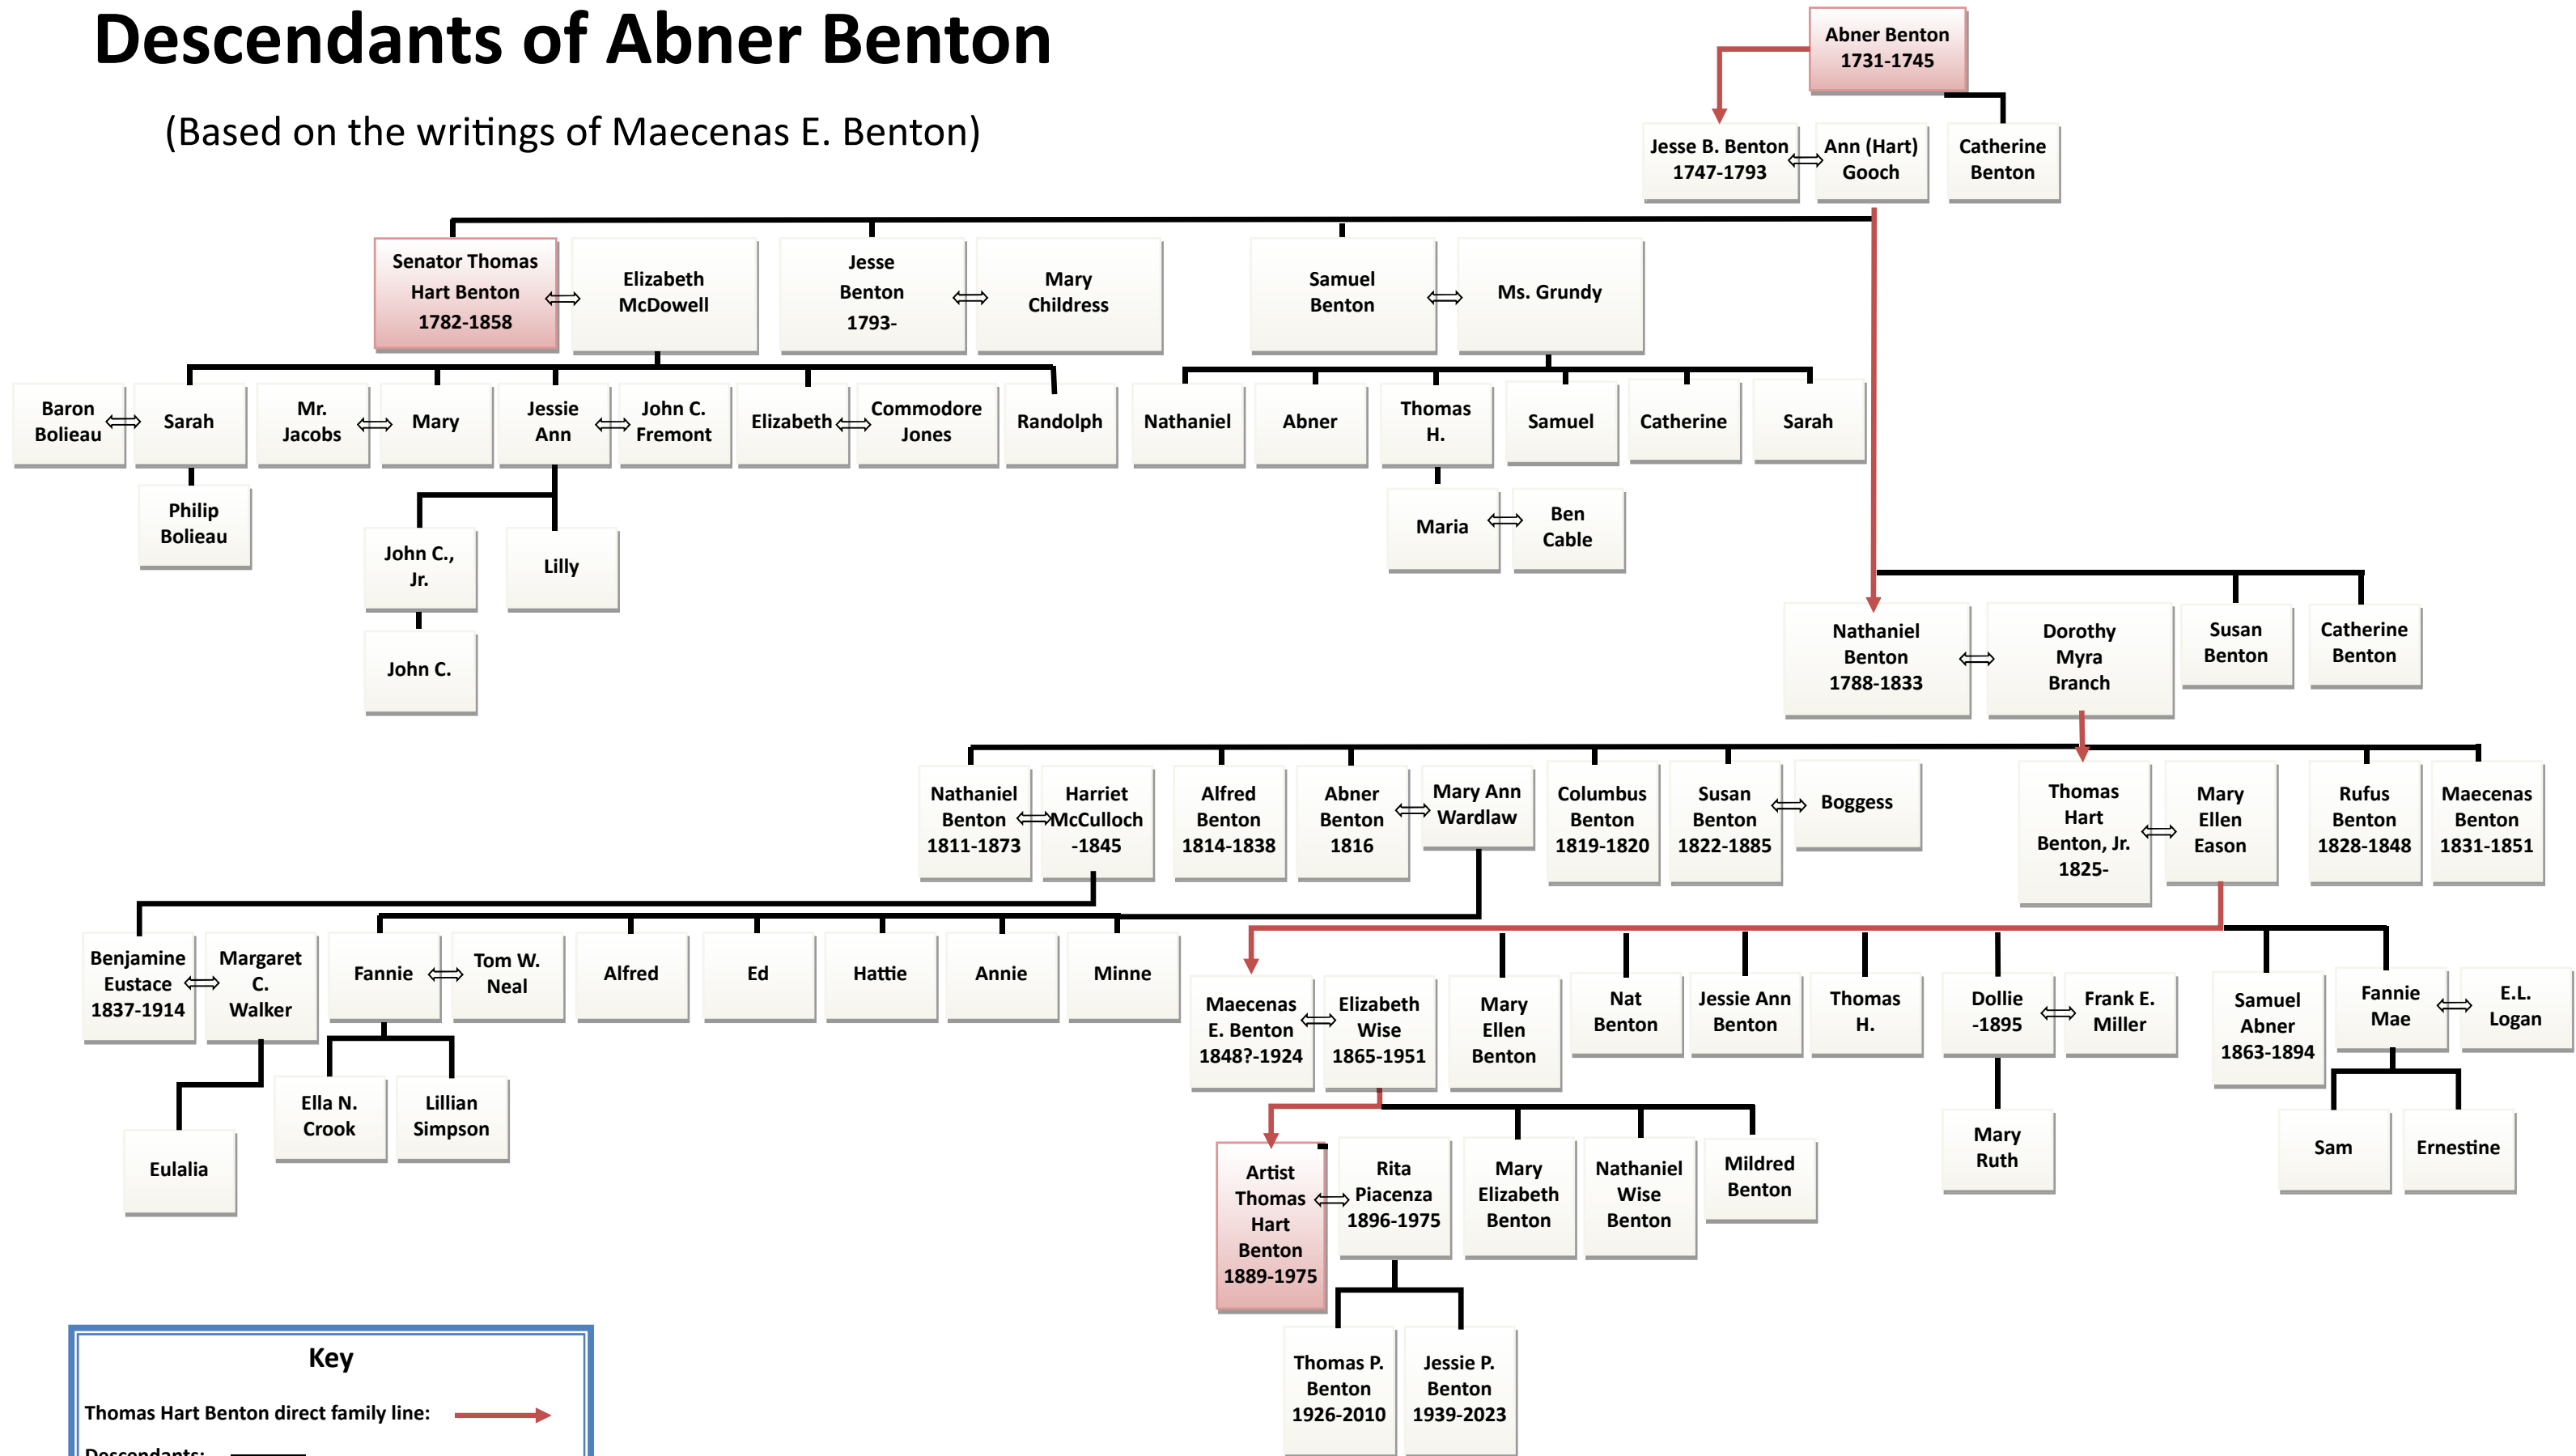 Descendants of Abner Benton
(Based on the writings of Maecenas E. Benton)
Abner Benton
1731-1745
Jesse B. Benton
1747-1793
Ann (Hart)
Gooch
Catherine
Benton
Senator Thomas
Hart Benton
1782-1858
Elizabeth
McDowell
Jesse
Benton
1793-
Mary
Childress
Samuel
Benton
Ms. Grundy
Baron
Bolieau
Sarah
Mr.
Jacobs
Mary
Jessie
Ann
John C.
Fremont
Elizabeth
Commodore
Jones
Randolph
Nathaniel
Abner
Thomas
H.
Samuel
Catherine
Sarah
Philip
Bolieau
John C.,
Jr.
Lilly
Maria
Ben
Cable
John C.
Nathaniel
Benton
1788-1833
Dorothy
Myra
Branch
Susan
Benton
Catherine
Benton
Nathaniel
Benton
1811-1873
Harriet
McCulloch
-1845
Alfred
Benton
1814-1838
Abner
Benton
1816
Mary Ann
Wardlaw
Columbus
Benton
1819-1820
Susan
Benton
1822-1885
Boggess
Thomas
Hart
Benton, Jr.
1825-
Mary
Ellen
Eason
Rufus
Benton
1828-1848
Maecenas
Benton
1831-1851
Benjamine
Eustace
1837-1914
Margaret
C.
Walker
Fannie
Tom W.
Neal
Alfred
Ed
Hattie
Annie
Minne
Maecenas
E. Benton
1848?-1924
Elizabeth
Wise
1865-1951
Mary
Ellen
Benton
Nat
Benton
Jessie Ann
Benton
Thomas
H.
Dollie
-1895
Frank E.
Miller
Samuel
Abner
1863-1894
Fannie
Mae
E.L.
Logan
Eulalia
Ella N.
Crook
Lillian
Simpson
Artist
Thomas
Hart
Benton
1889-1975
Rita
Piacenza
1896-1975
Mary
Elizabeth
Benton
Nathaniel
Wise
Benton
Mildred
Benton
Mary
Ruth
Sam
Ernestine
Thomas P.
Benton
1926-2010
Jessie P.
Benton
1939-2023
Key
Thomas Hart Benton direct family line:
Descendants: